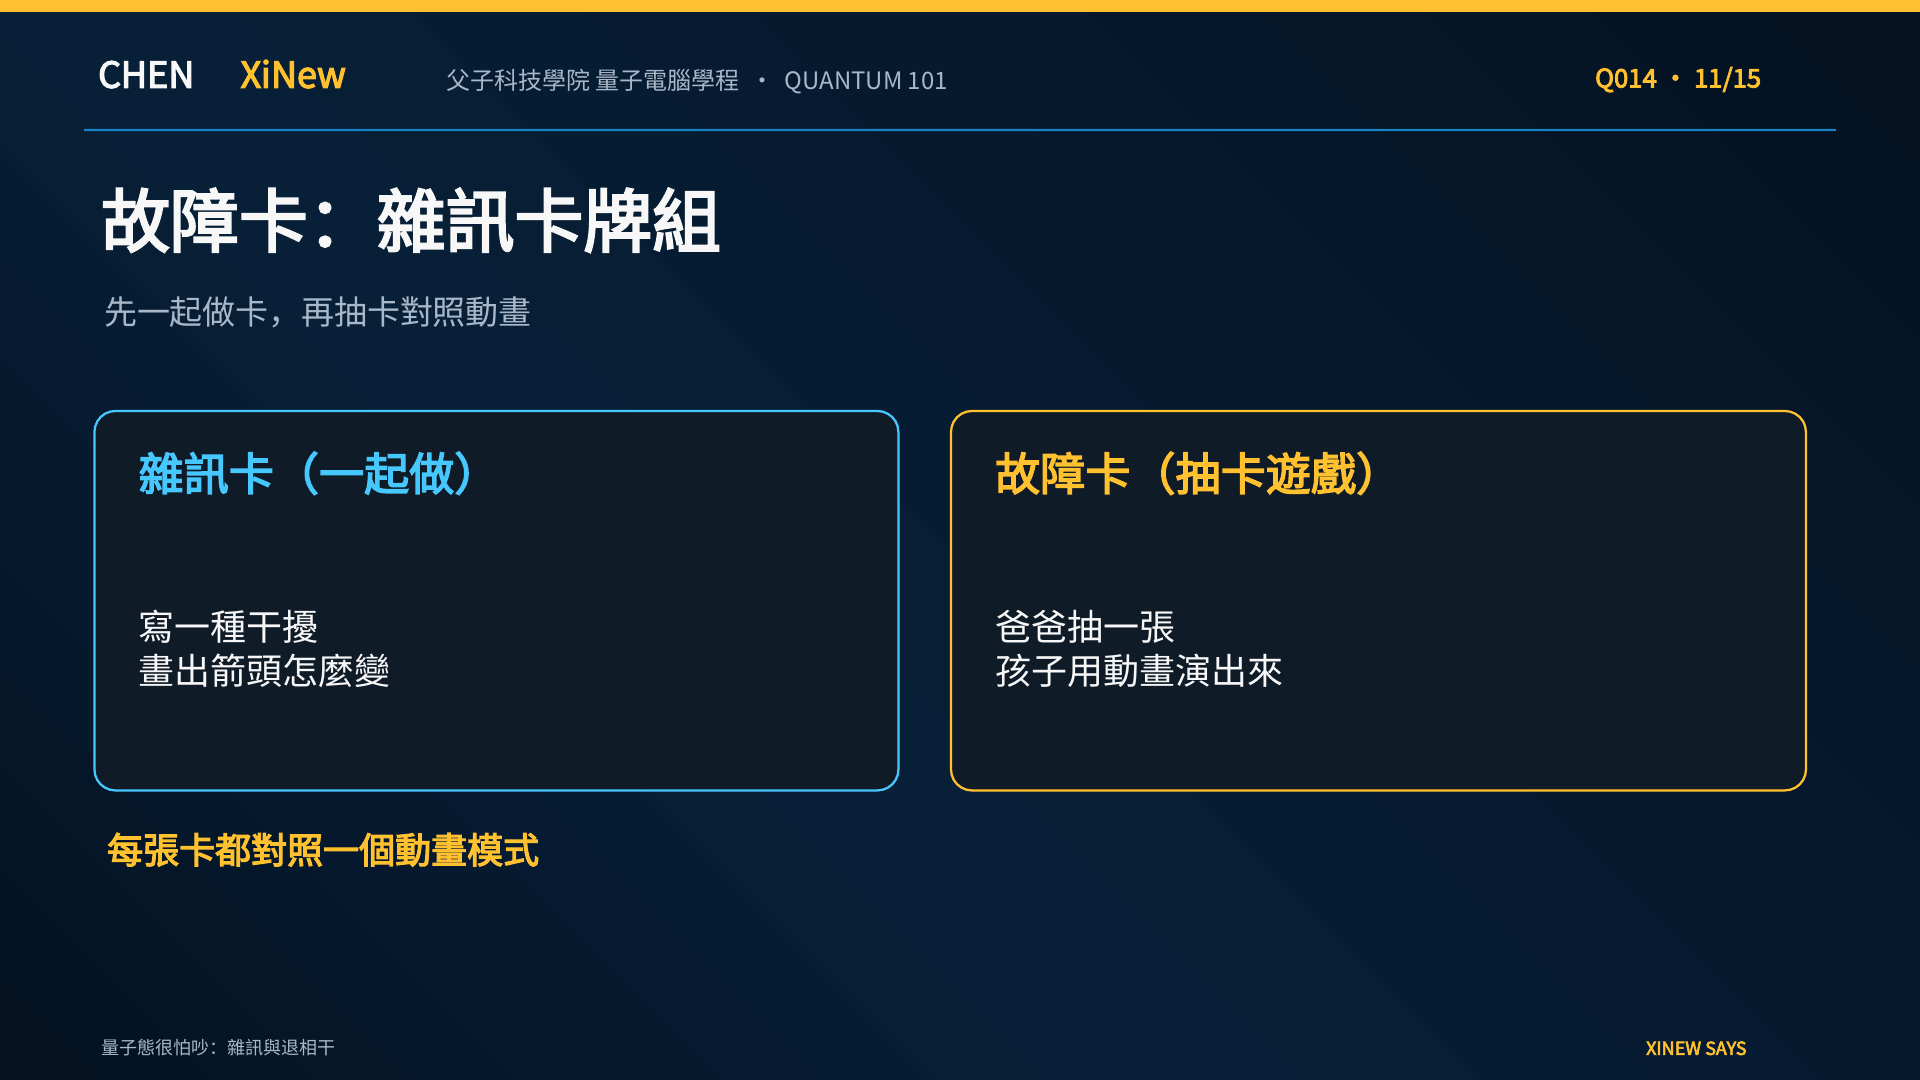 CHEN XiNew 父子科技學院 量子電腦學程 · QUANTUM 101 Q014 · 11/15
故障卡：雜訊卡牌組
先一起做卡，再抽卡對照動畫
雜訊卡（一起做）
寫一種干擾
畫出箭頭怎麼變
故障卡（抽卡遊戲）
爸爸抽一張
孩子用動畫演出來
每張卡都對照一個動畫模式
量子態很怕吵：雜訊與退相干
XINEW SAYS